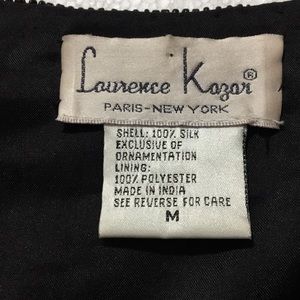 Laurence Kazar®
PARIS-NEW YORK
SHELL: 100% SILK
EXCLUSIVE OF
ORNAMENTATION
LINING:
100% POLYESTER
MADE IN INDIA
SEE REVERSE FOR CARE
M